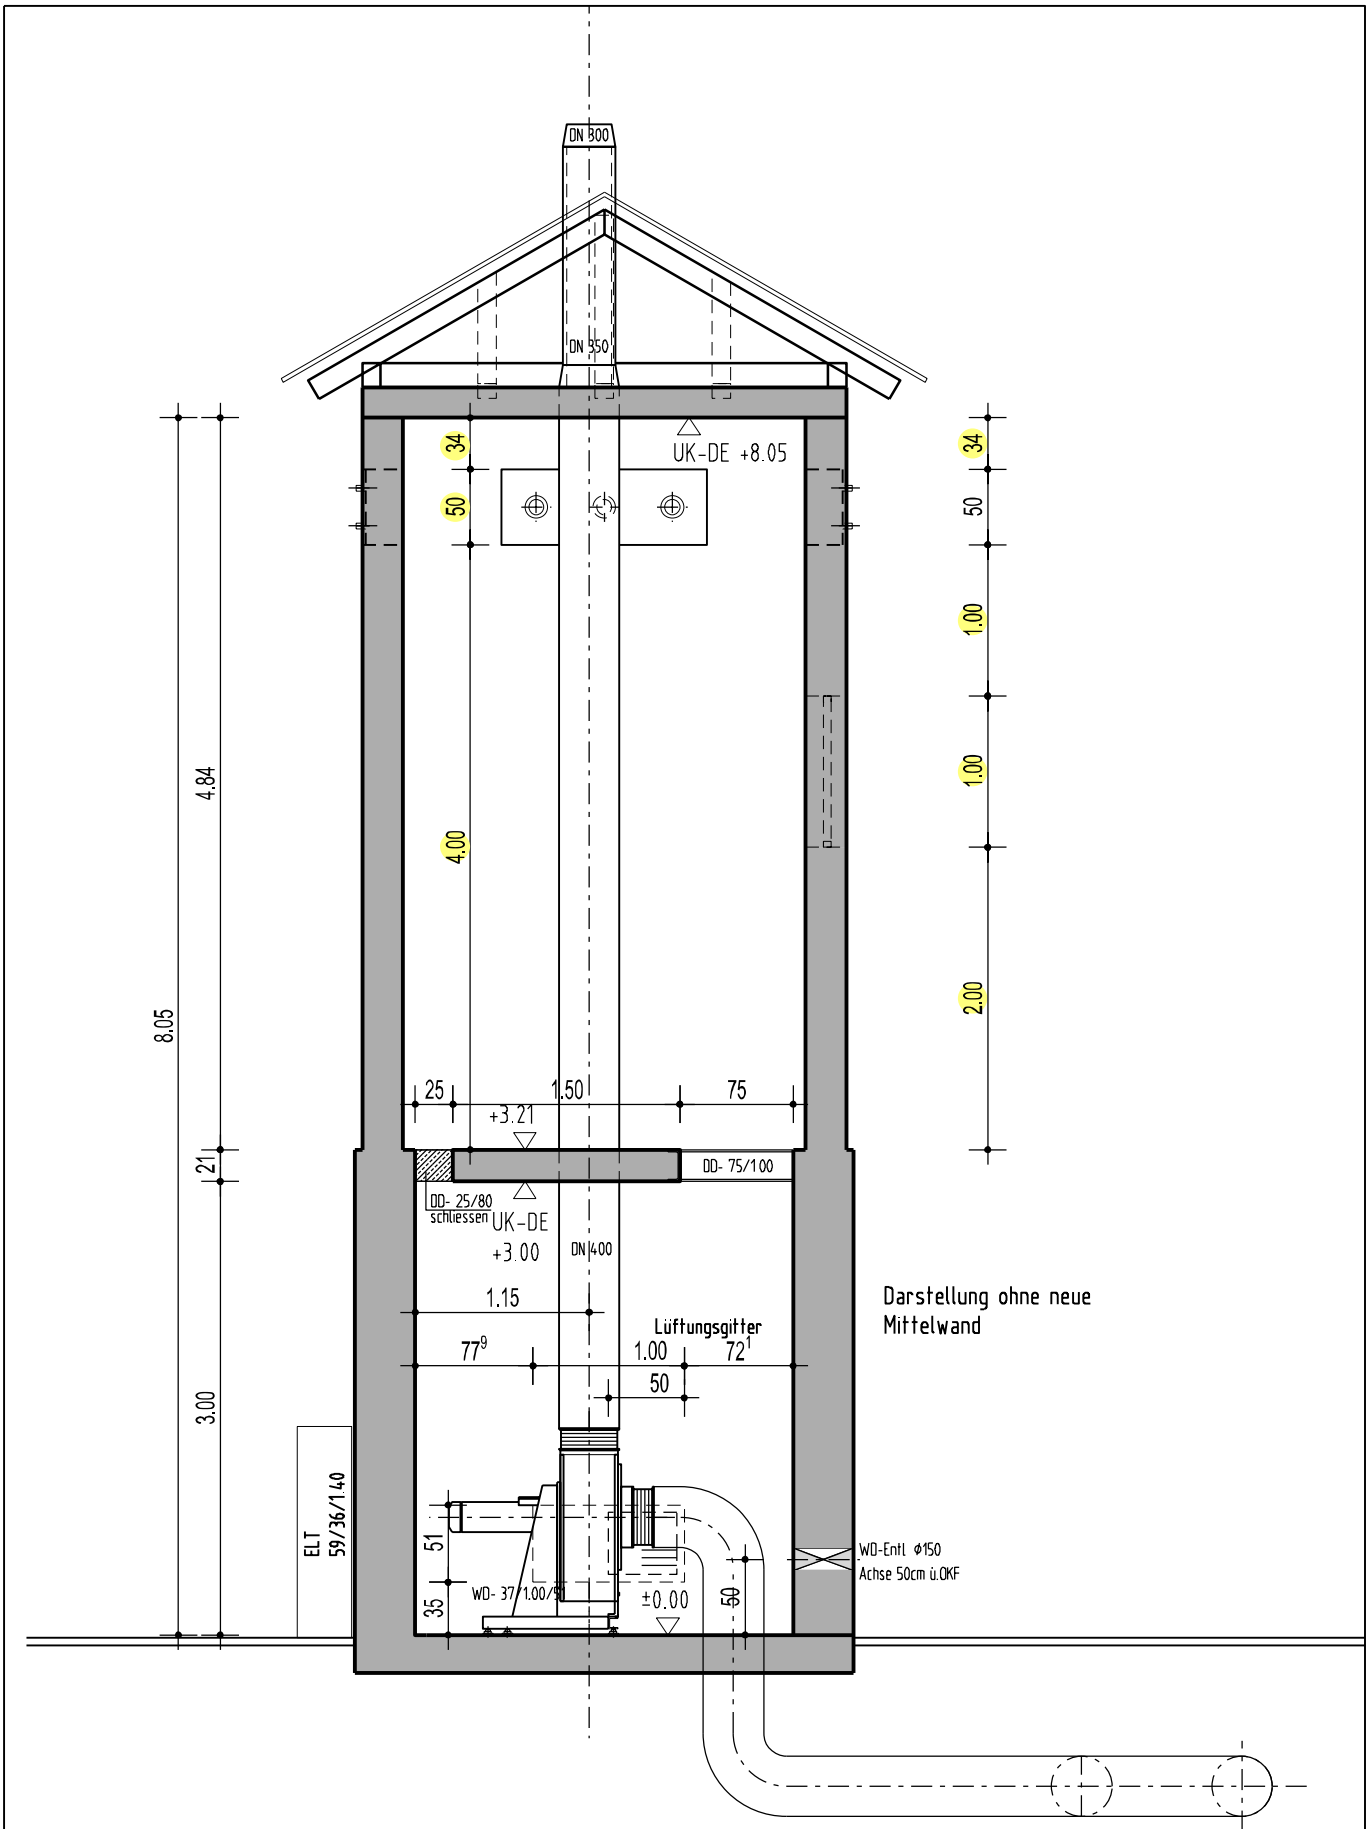 DN 300
DN 350
34
UK-DE +8.05
34
50
50
1.00
4.84
1.00
4.00
2.00
8.05
25
1.50
75
+3.21
21
DD- 75/100
DD- 25/80
schliessen
UK-DE
+3.00
DN 400
1.15
Darstellung ohne neue
Mittelwand
Lüftungsgitter
77⁹
1.00
72¹
50
3.00
ELT
59/36/1.40
51
WD-Entl ϕ150
Achse 50cm ü.OKF
WD- 37/1.00/51
±0.00
35
50